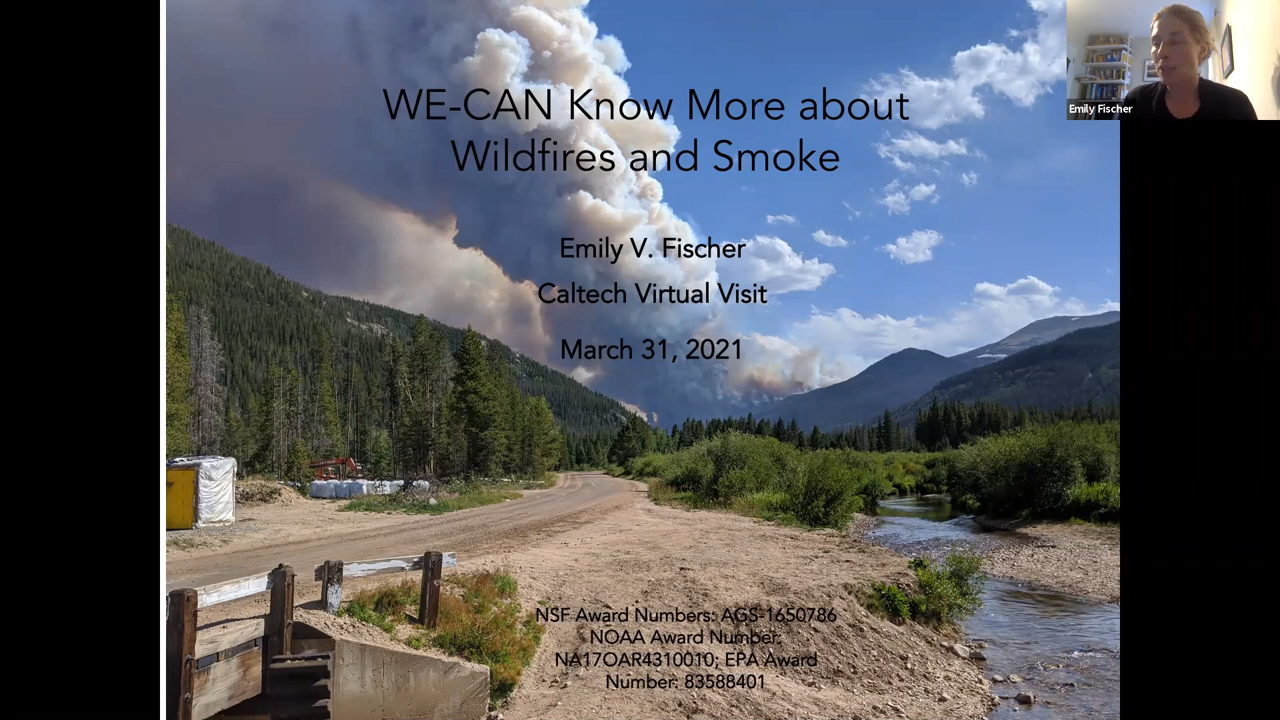 WE-CAN Know More about
Wildfires and Smoke
Emily Fischer
Emily V. Fischer
Caltech Virtual Visit
March 31, 2021
NSF Award Numbers: AGS-1650786
NOAA Award Number:
NA17OAR4310010; EPA Award
Number: 83588401